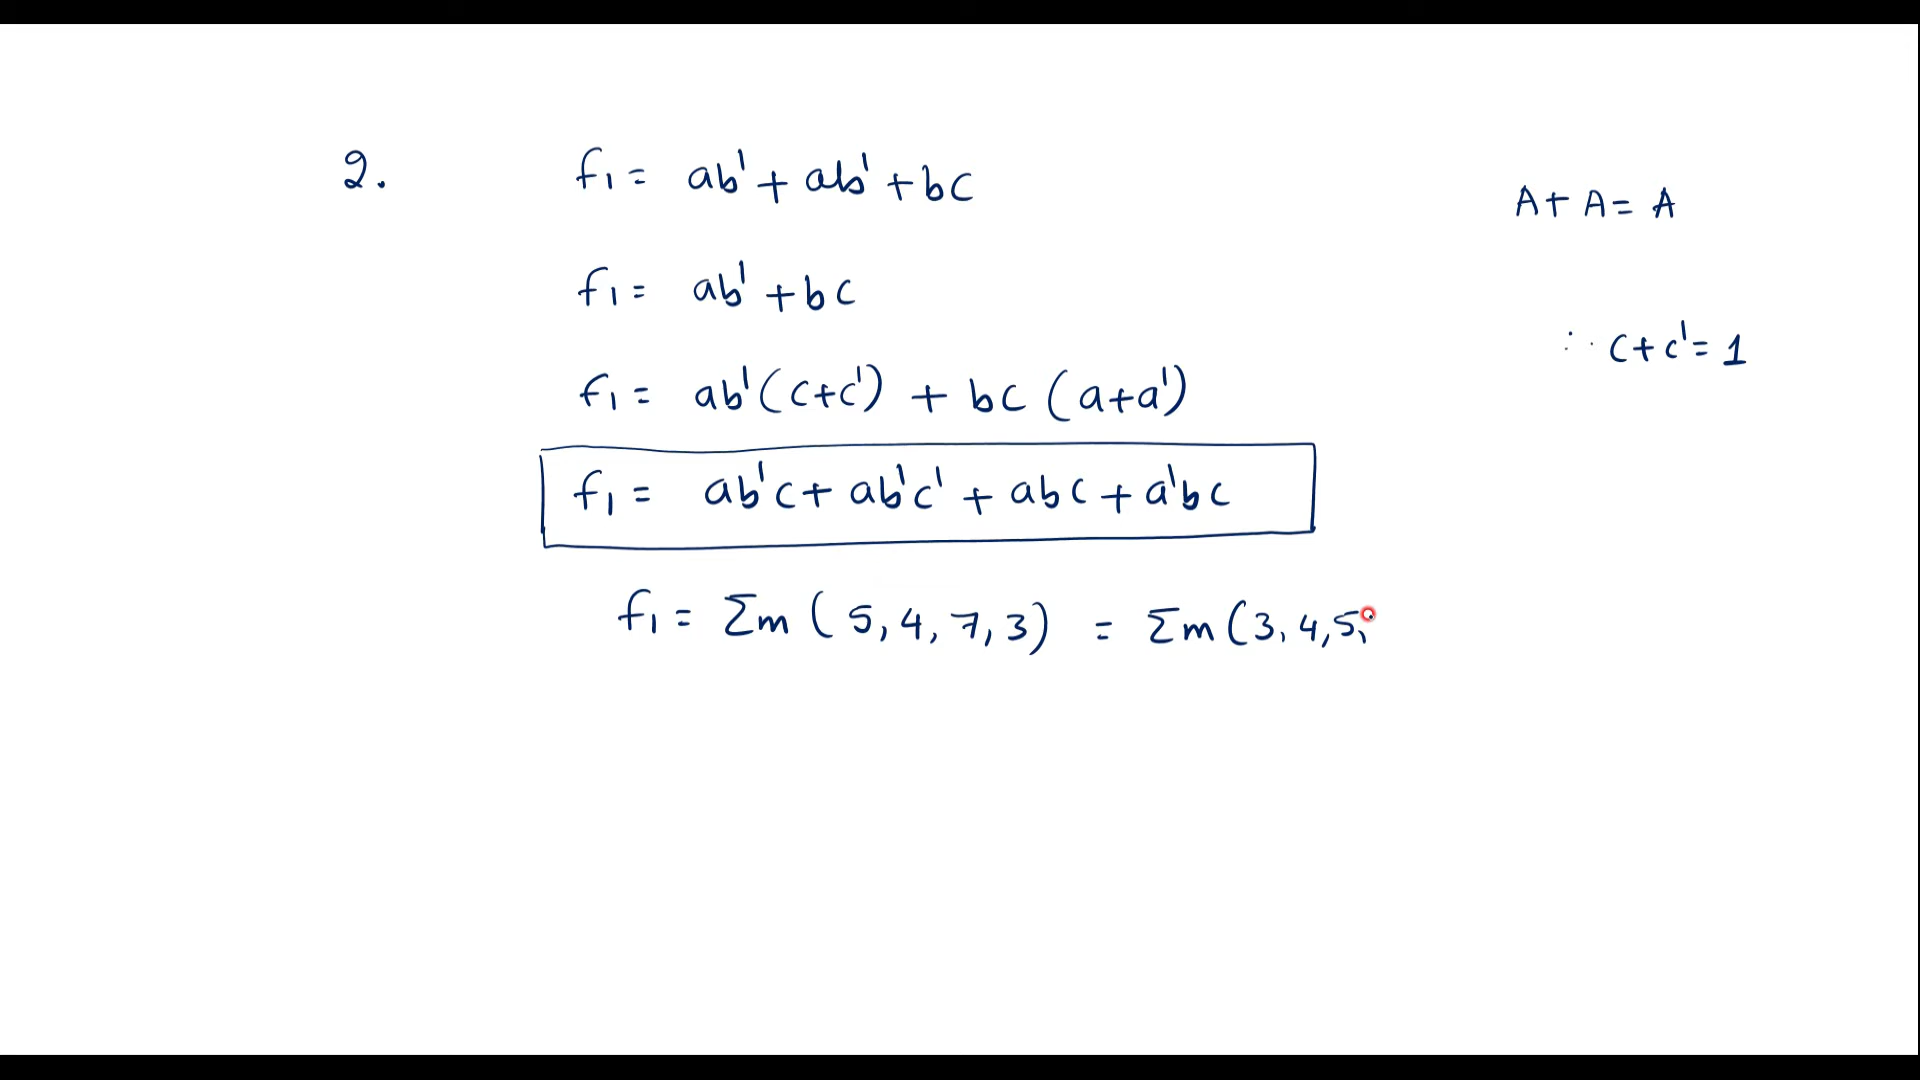 2. f1 = ab' + ab' + bc
A + A = A
f1 = ab' + bc
∵ c + c' = 1
f1 = ab'(c+c') + bc (a+a')
f1 = ab'c + ab'c' + abc + a'bc
f1 = Σm ( 5, 4, 7, 3) = Σm (3, 4, 5,